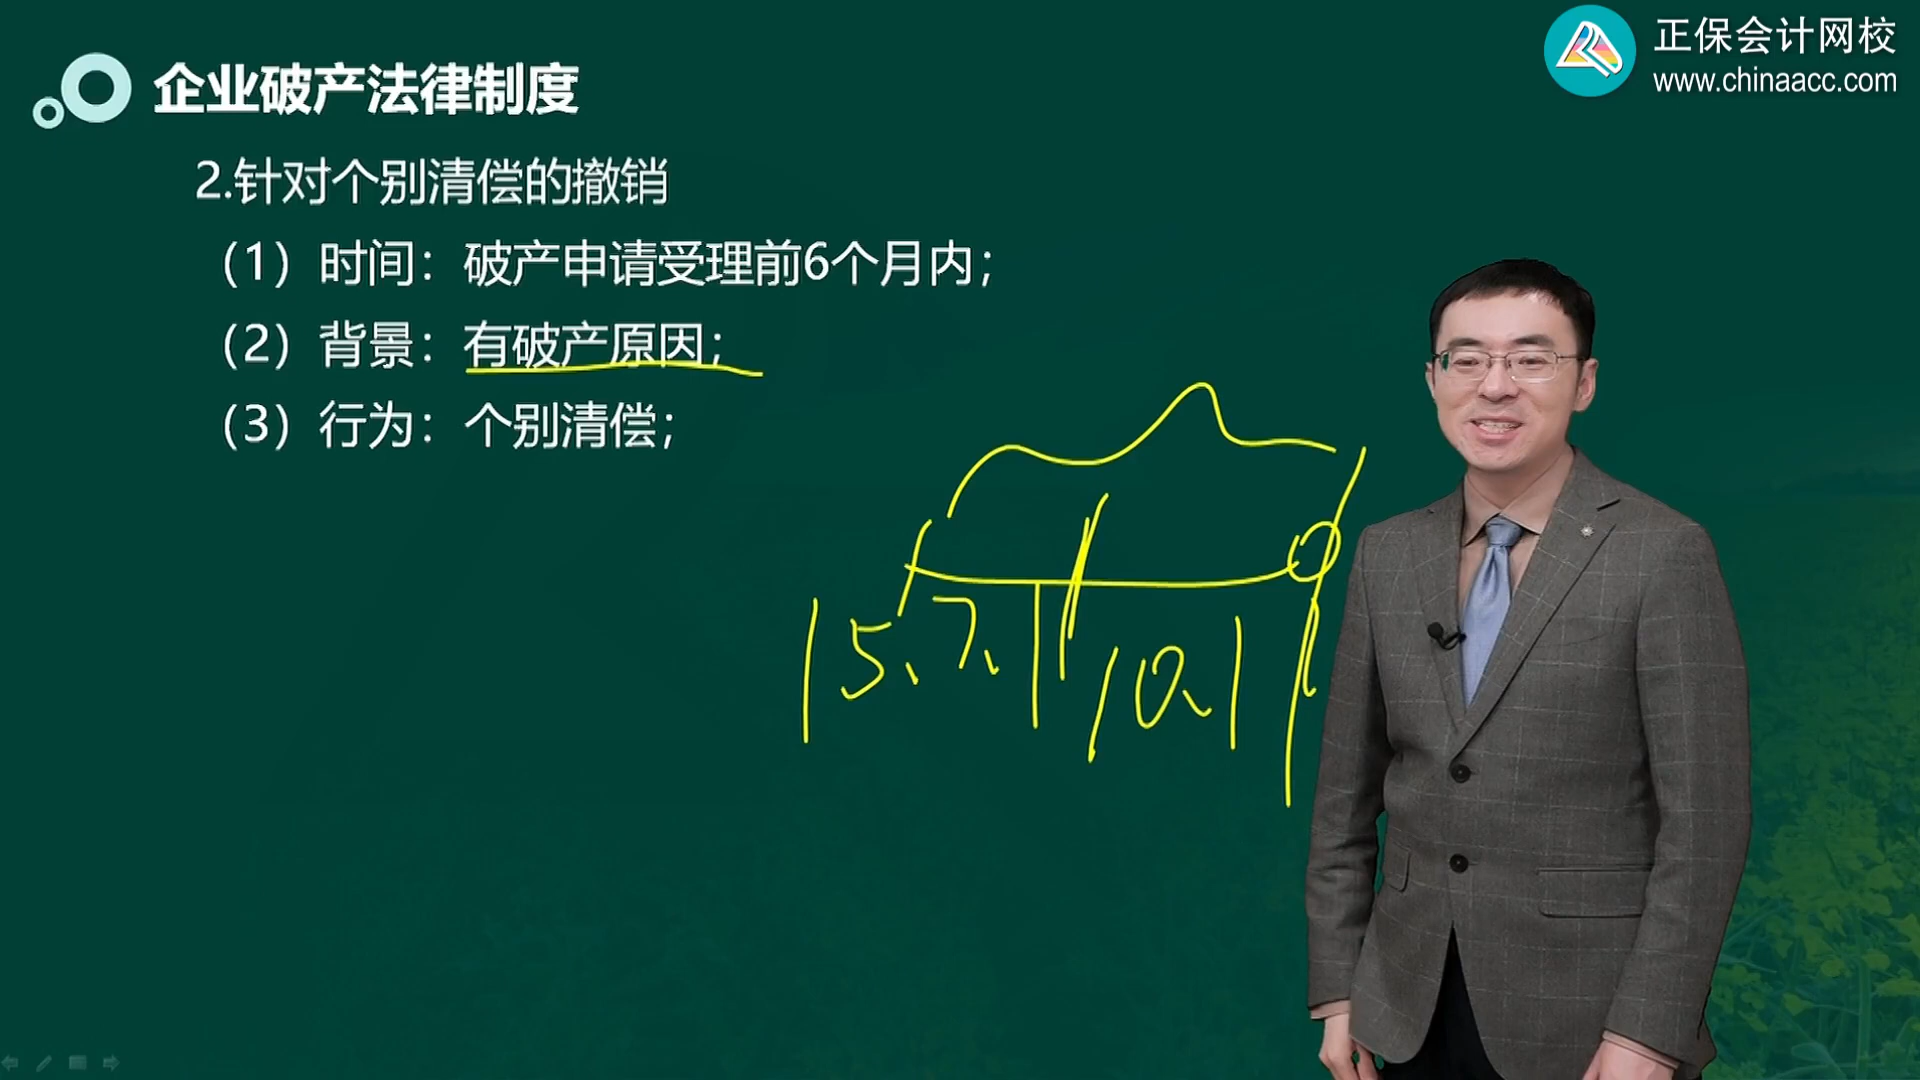 正保会计网校
www.chinaacc.com
企业破产法律制度
2.针对个别清偿的撤销
（1）时间：破产申请受理前6个月内；
（2）背景：有破产原因；
（3）行为：个别清偿；
15.7.1
10.11